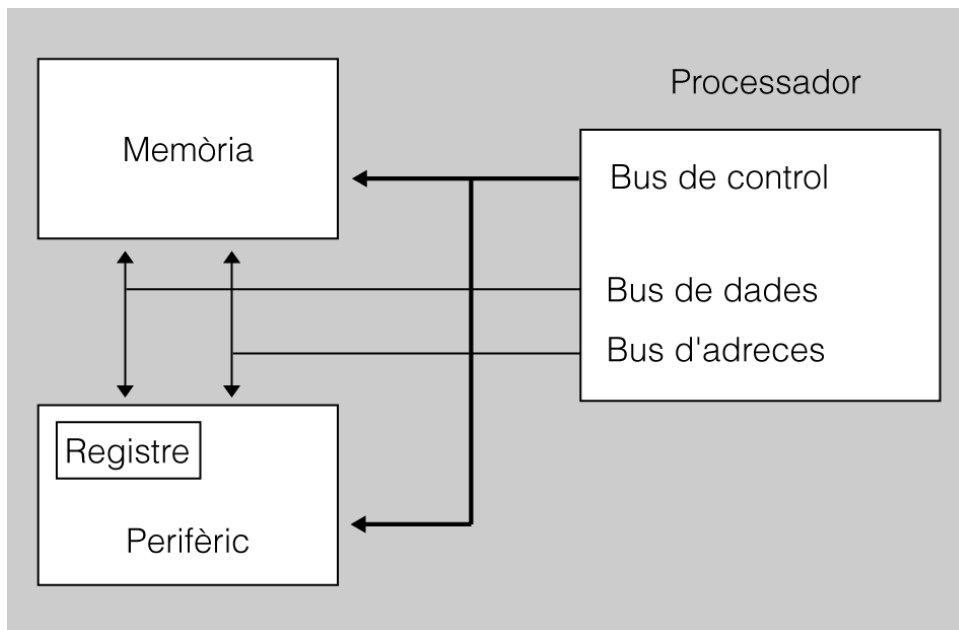 Processador
Memòria
Bus de control
Bus de dades
Bus d'adreces
Registre
Perifèric